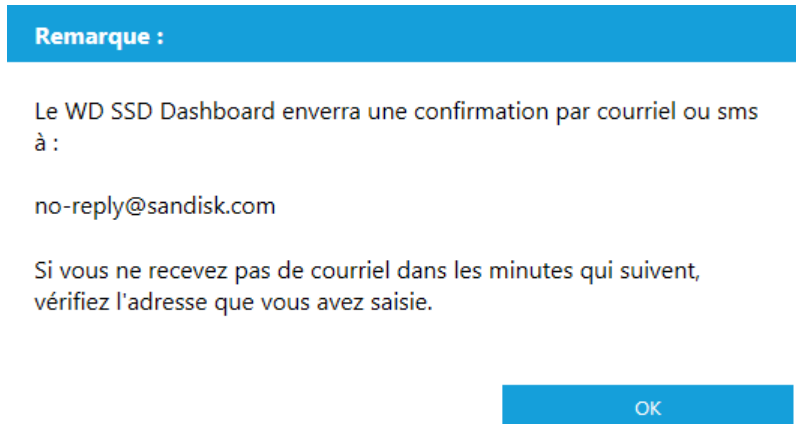 Remarque :
Le WD SSD Dashboard enverra une confirmation par courriel ou sms
à :
no-reply@sandisk.com
Si vous ne recevez pas de courriel dans les minutes qui suivent,
vérifiez l'adresse que vous avez saisie.
OK